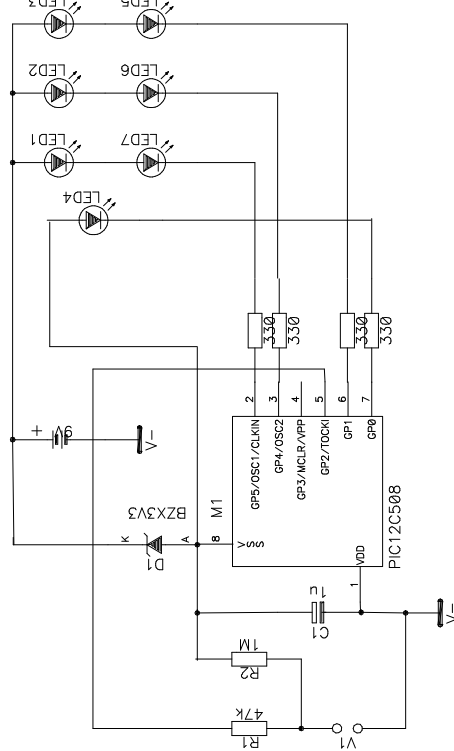 LED3
LED5
LED2
LED6
LED1
LED7
LED4
330
330
330
330
2
3
4
5
6
7
GP5/OSC1/CLKIN
GP4/OSC2
GP3/MCLR/VPP
GP2/TOCKI
GP1
GP0
+
9V
V-
BZX3V3
K
A
D1
M1
8
VSS
PIC12C508
VDD
1
1u
C1
V-
1M
R2
47k
R1
V1